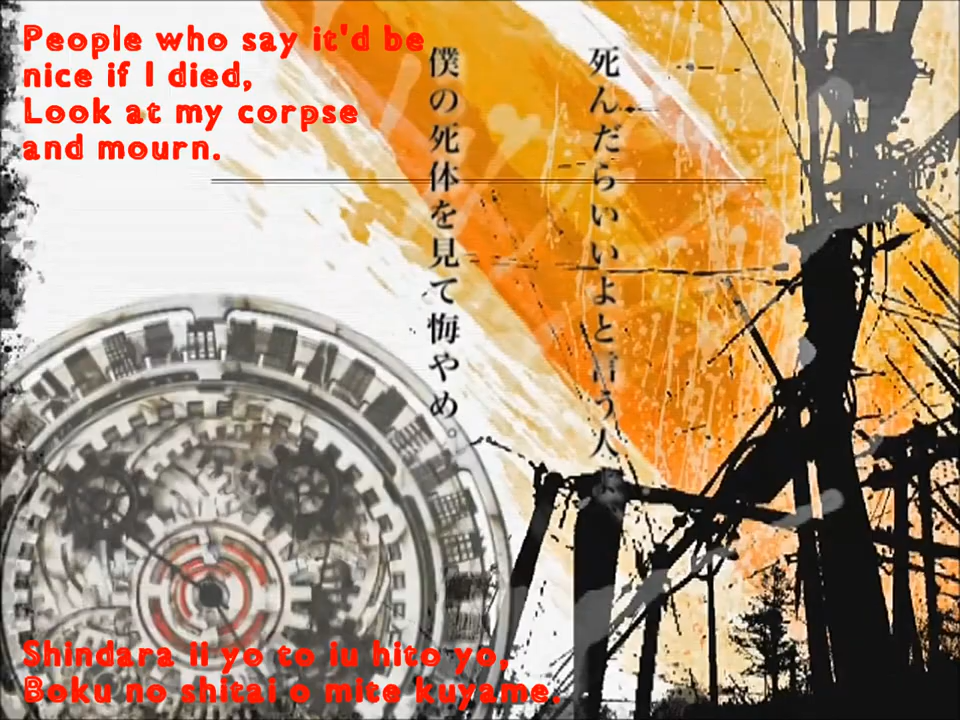 People who say it'd be
nice if I died,
Look at my corpse
and mourn.
死んだらいいよと言う人
僕の死体を見て悔やめ。
Shindara ii yo to iu hito yo,
Boku no shitai o mite kuyame.